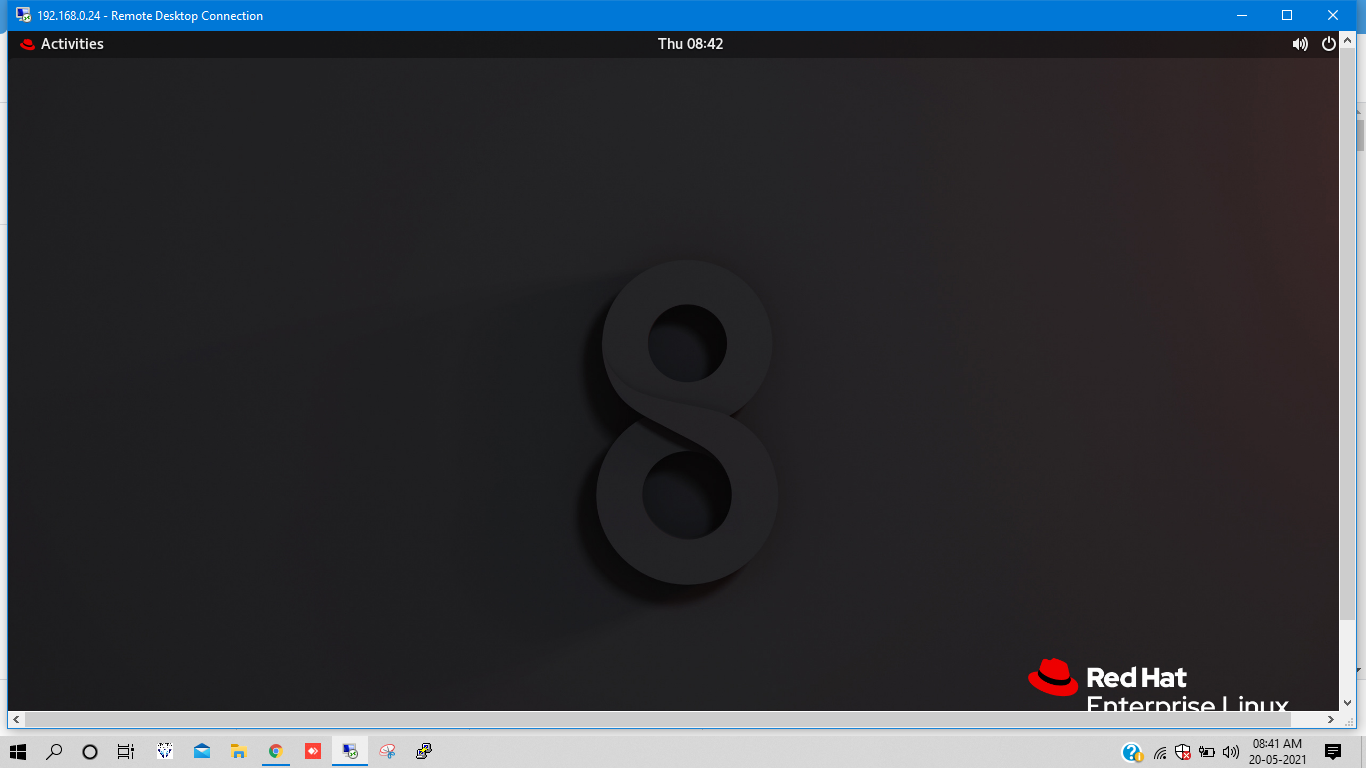 192.168.0.24 - Remote Desktop Connection
Activities
Thu 08:42
8
Red Hat
Enterprise Linux
08:41 AM
20-05-2021